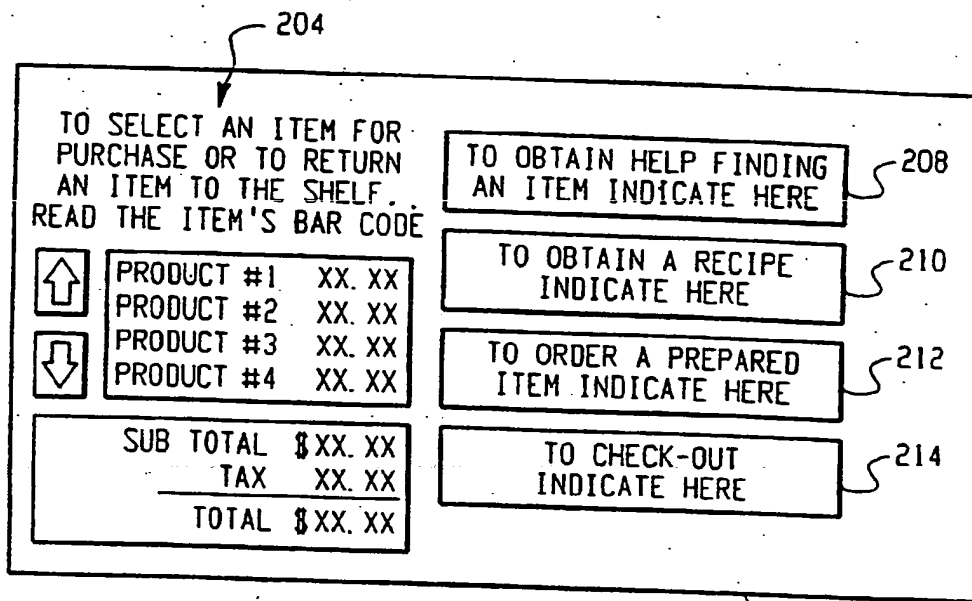 204
TO SELECT AN ITEM FOR
PURCHASE OR TO RETURN
AN ITEM TO THE SHELF..
READ THE ITEM'S BAR CODE
PRODUCT #1 XX.XX
PRODUCT #2 XX.XX
PRODUCT #3 XX.XX
PRODUCT #4 XX.XX
SUB TOTAL $XX.XX
TAX XX.XX
TOTAL $XX.XX
TO OBTAIN HELP FINDING
AN ITEM INDICATE HERE
208
TO OBTAIN A RECIPE
INDICATE HERE
210
TO ORDER A PREPARED
ITEM INDICATE HERE
212
TO CHECK-OUT
INDICATE HERE
214